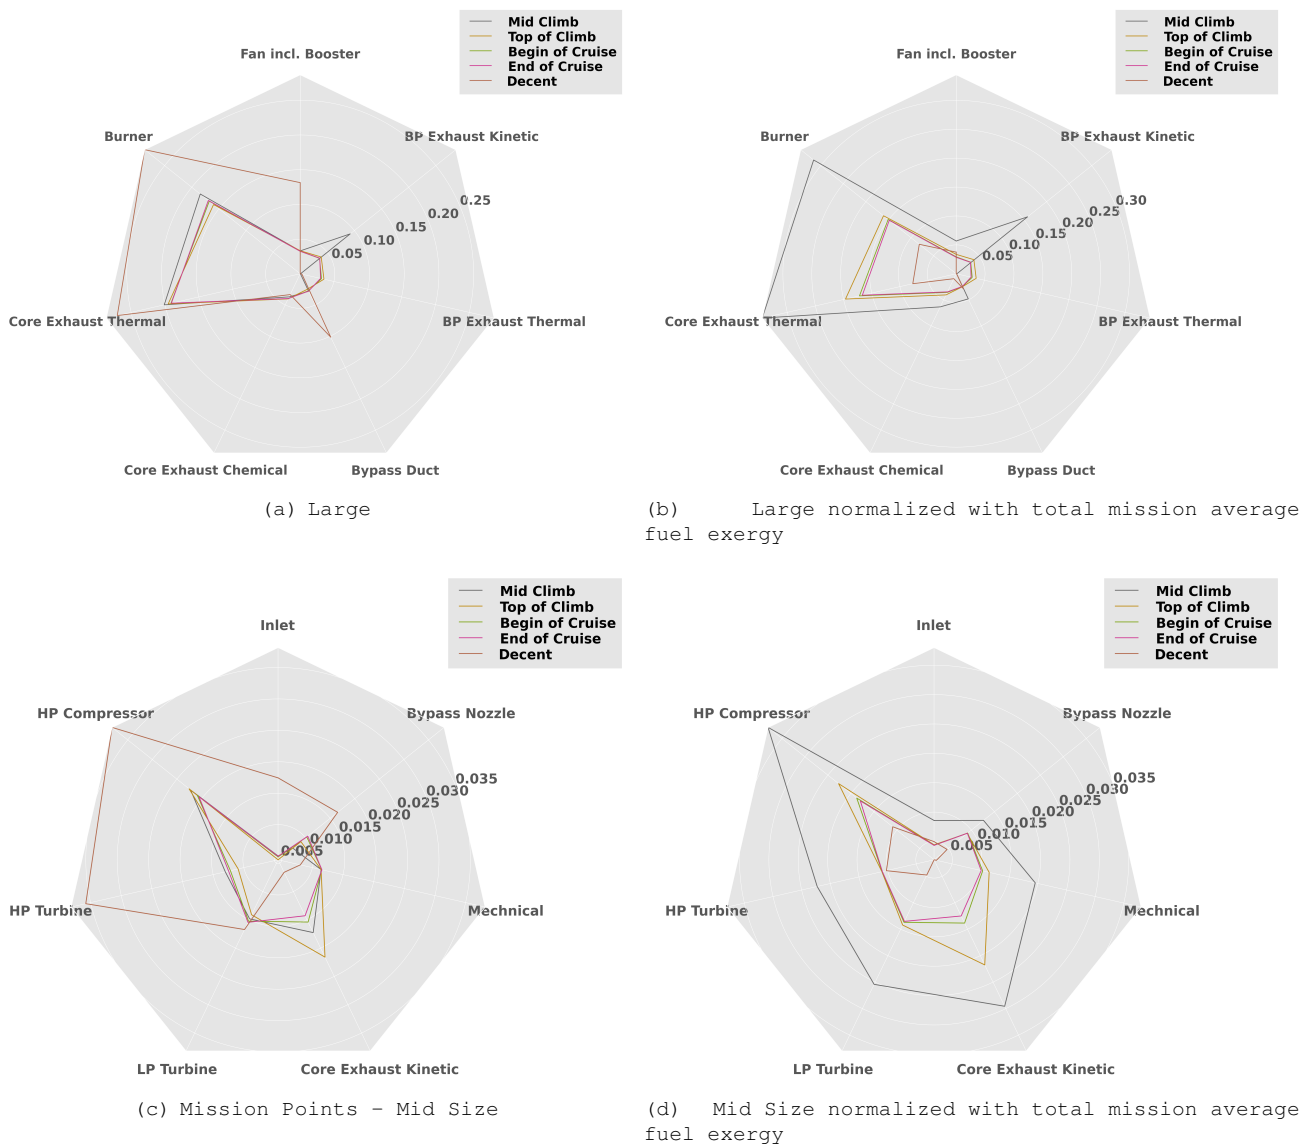 Mid Climb
Top of Climb
Begin of Cruise
End of Cruise
Decent
Fan incl. Booster
Burner
BP Exhaust Kinetic
0.25
0.20
0.15
0.10
0.05
Core Exhaust Thermal
BP Exhaust Thermal
Core Exhaust Chemical
Bypass Duct
(a) Large
Mid Climb
Top of Climb
Begin of Cruise
End of Cruise
Decent
Fan incl. Booster
Burner
BP Exhaust Kinetic
0.30
0.25
0.20
0.15
0.10
0.05
Core Exhaust Thermal
BP Exhaust Thermal
Core Exhaust Chemical
Bypass Duct
(b) Large normalized with total mission average
fuel exergy
Mid Climb
Top of Climb
Begin of Cruise
End of Cruise
Decent
Inlet
HP Compressor
Bypass Nozzle
0.035
0.030
0.025
0.020
0.015
0.010
0.005
HP Turbine
Mechnical
LP Turbine
Core Exhaust Kinetic
(c) Mission Points – Mid Size
Mid Climb
Top of Climb
Begin of Cruise
End of Cruise
Decent
Inlet
HP Compressor
Bypass Nozzle
0.035
0.030
0.025
0.020
0.015
0.010
0.005
HP Turbine
Mechnical
LP Turbine
Core Exhaust Kinetic
(d) Mid Size normalized with total mission average
fuel exergy